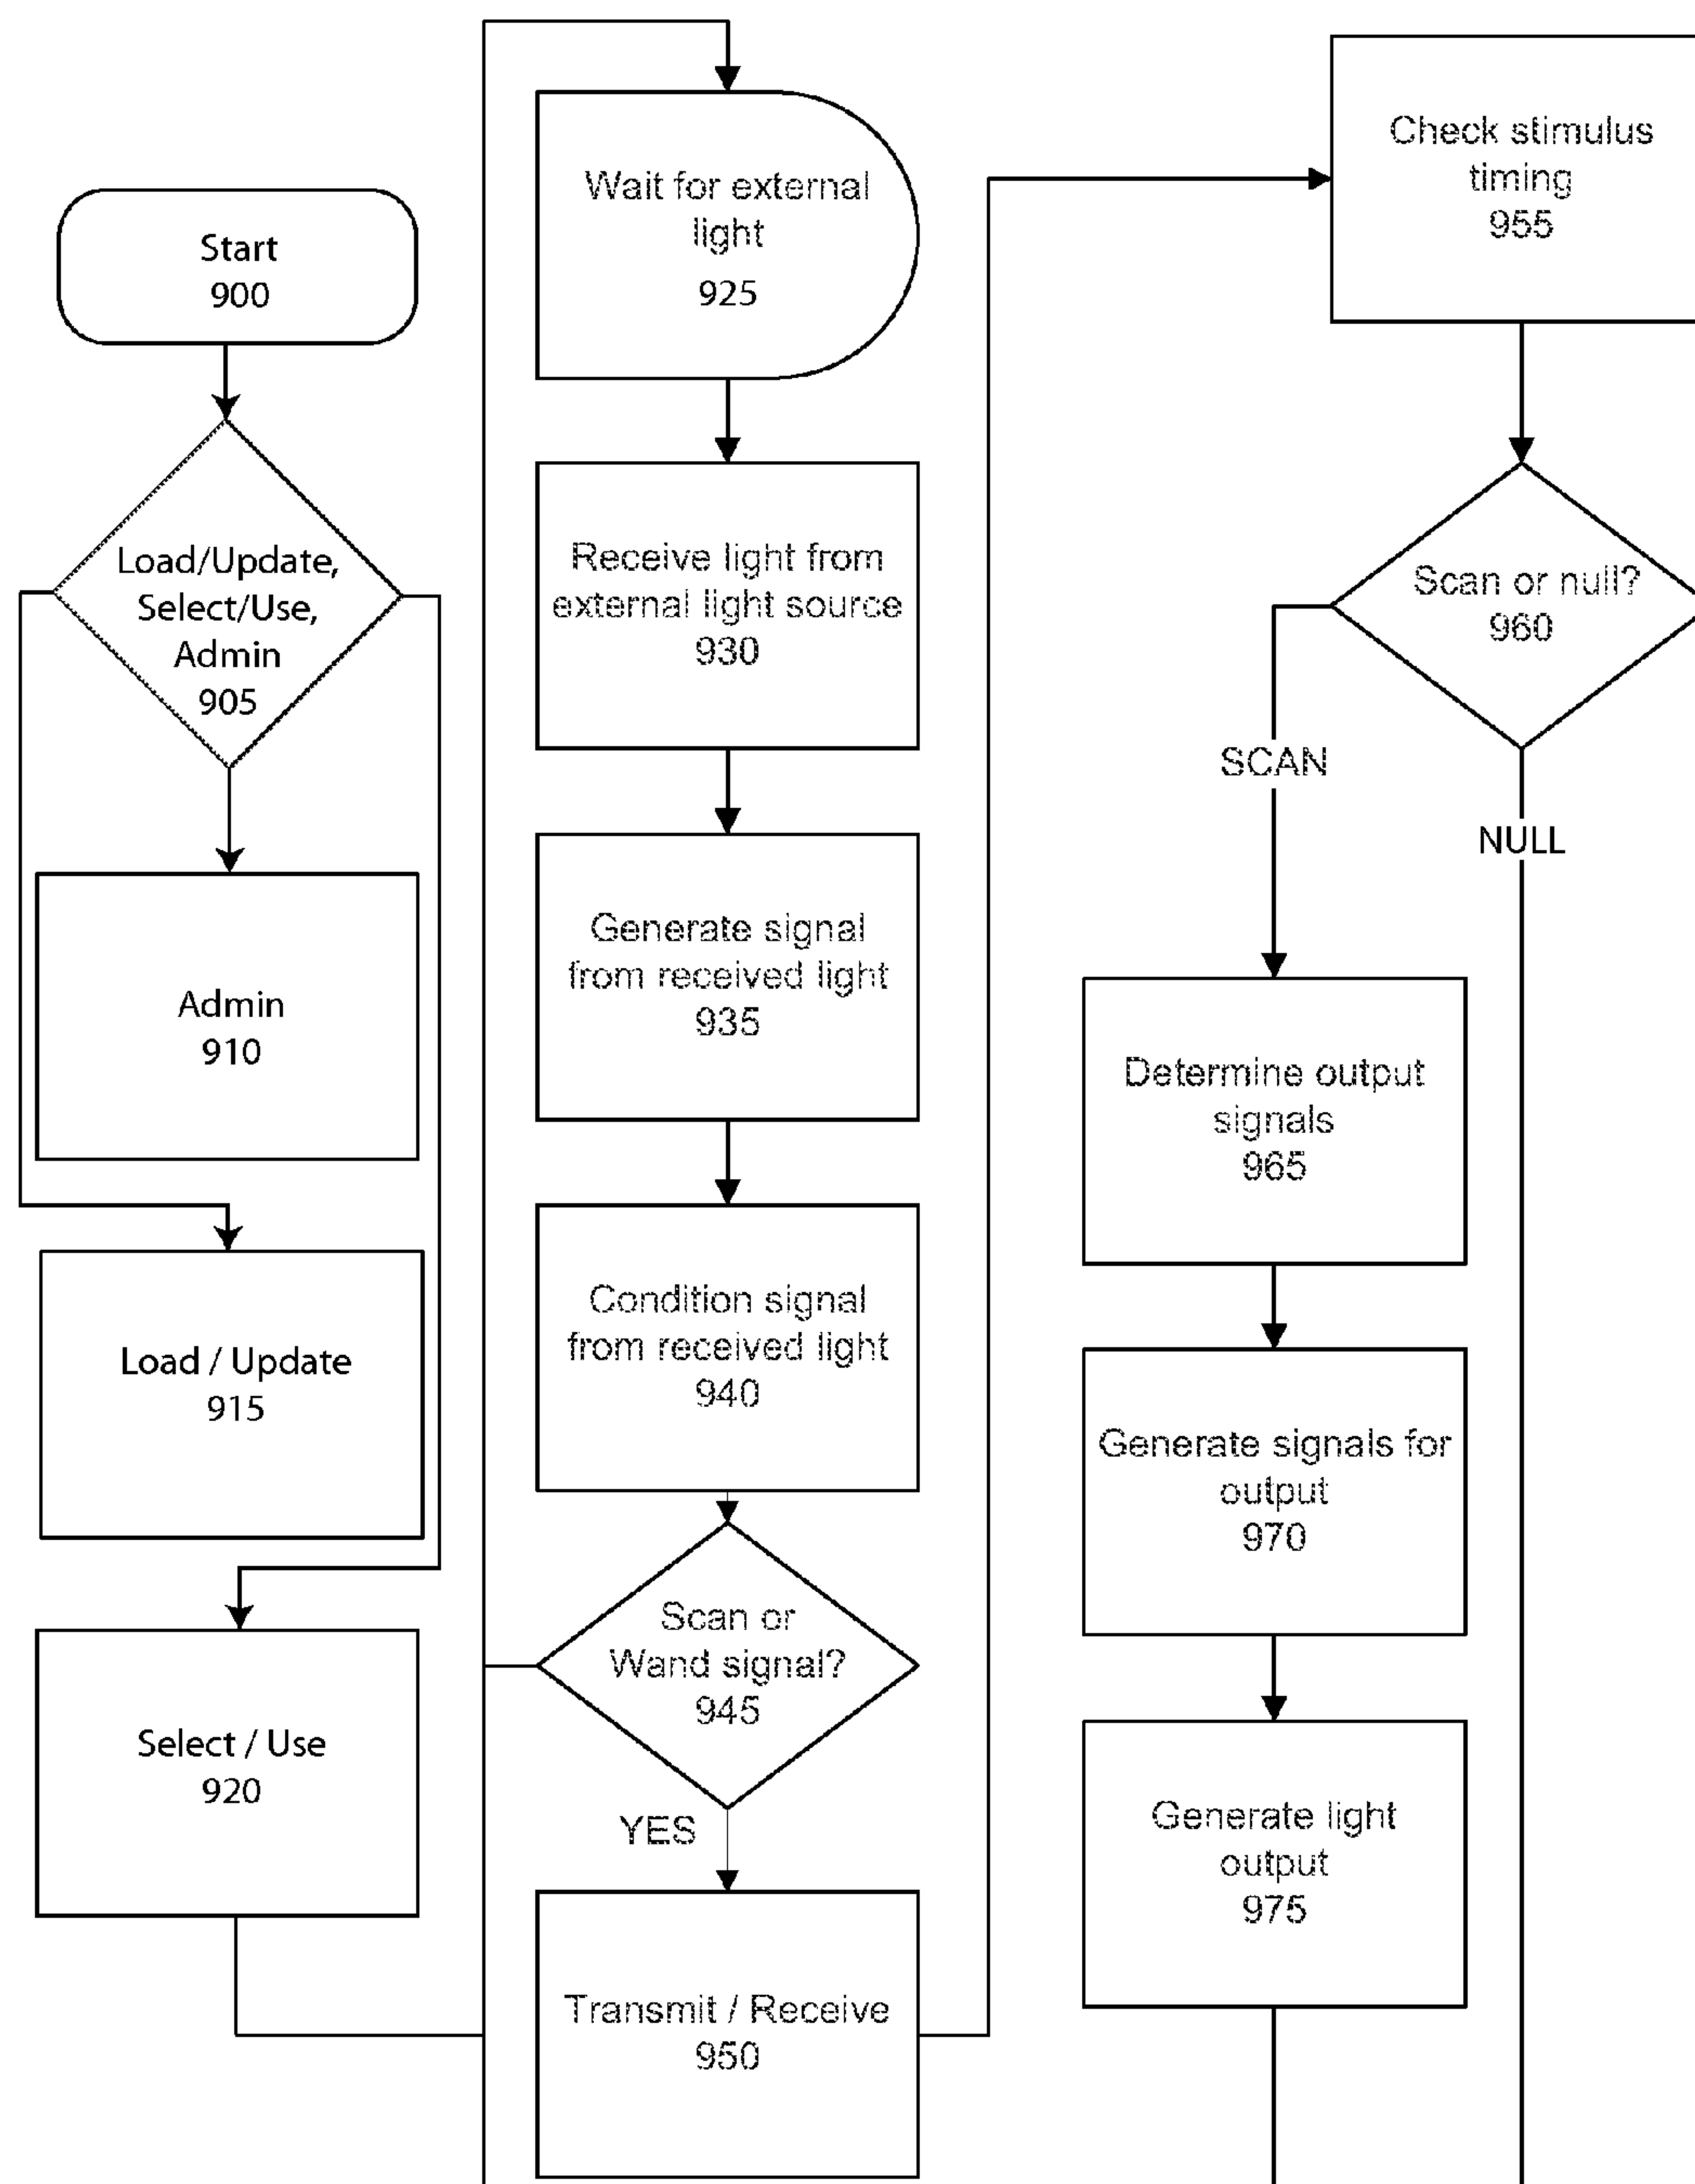 Start
900
Load/Update,
Select/Use,
Admin
905
Admin
910
Load / Update
915
Select / Use
920
Wait for external
light
925
Receive light from
external light source
930
Generate signal
from received light
935
Condition signal
from received light
940
Scan or
Wand signal?
945
YES
Transmit / Receive
950
Check stimulus
timing
955
Scan or null?
960
SCAN
NULL
Determine output
signals
965
Generate signals for
output
970
Generate light
output
975